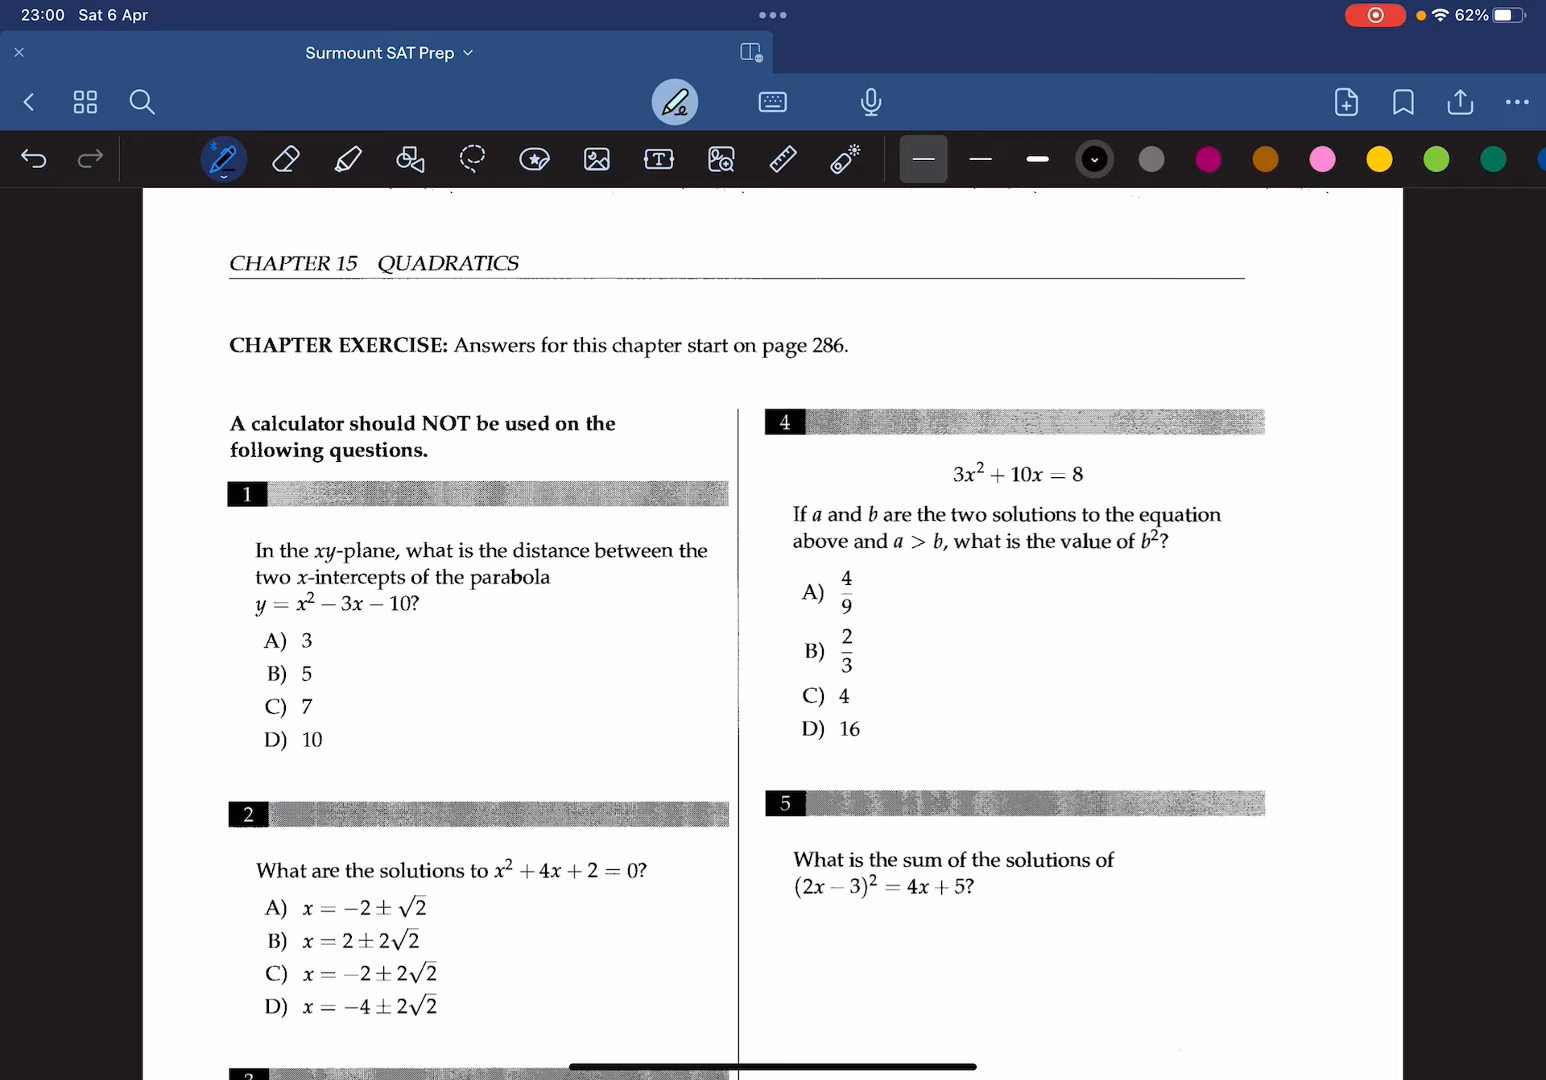 23:00 Sat 6 Apr
62%
Surmount SAT Prep
CHAPTER 15 QUADRATICS
CHAPTER EXERCISE: Answers for this chapter start on page 286.
A calculator should NOT be used on the
following questions.
1
In the xy-plane, what is the distance between the
two x-intercepts of the parabola
y = x² − 3x − 10?
A) 3
B) 5
C) 7
D) 10
2
What are the solutions to x² + 4x + 2 = 0?
A) x = −2 ± √2
B) x = 2 ± 2√2
C) x = −2 ± 2√2
D) x = −4 ± 2√2
4
3x² + 10x = 8
If a and b are the two solutions to the equation
above and a > b, what is the value of b²?
A) 4/9
B) 2/3
C) 4
D) 16
5
What is the sum of the solutions of
(2x − 3)² = 4x + 5?